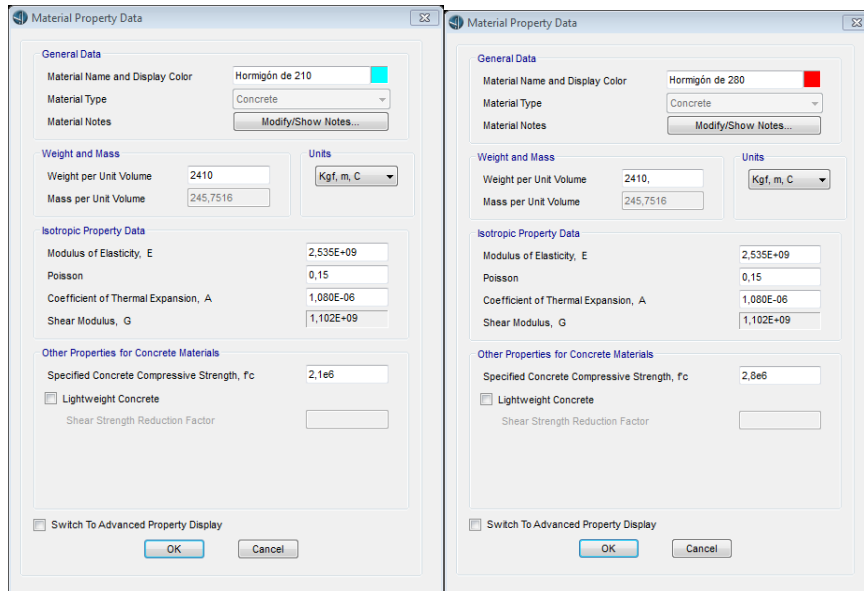 Material Property Data
General Data
Material Name and Display Color Hormigón de 210
Material Type Concrete
Material Notes Modify/Show Notes...
Weight and Mass Units
Weight per Unit Volume 2410 Kgf, m, C
Mass per Unit Volume 245,7516
Isotropic Property Data
Modulus of Elasticity, E 2,535E+09
Poisson 0,15
Coefficient of Thermal Expansion, A 1,080E-06
Shear Modulus, G 1,102E+09
Other Properties for Concrete Materials
Specified Concrete Compressive Strength, f'c 2,1e6
Lightweight Concrete
Shear Strength Reduction Factor
Switch To Advanced Property Display
OK Cancel
Material Property Data
General Data
Material Name and Display Color Hormigón de 280
Material Type Concrete
Material Notes Modify/Show Notes...
Weight and Mass Units
Weight per Unit Volume 2410, Kgf, m, C
Mass per Unit Volume 245,7516
Isotropic Property Data
Modulus of Elasticity, E 2,535E+09
Poisson 0,15
Coefficient of Thermal Expansion, A 1,080E-06
Shear Modulus, G 1,102E+09
Other Properties for Concrete Materials
Specified Concrete Compressive Strength, f'c 2,8e6
Lightweight Concrete
Shear Strength Reduction Factor
Switch To Advanced Property Display
OK Cancel